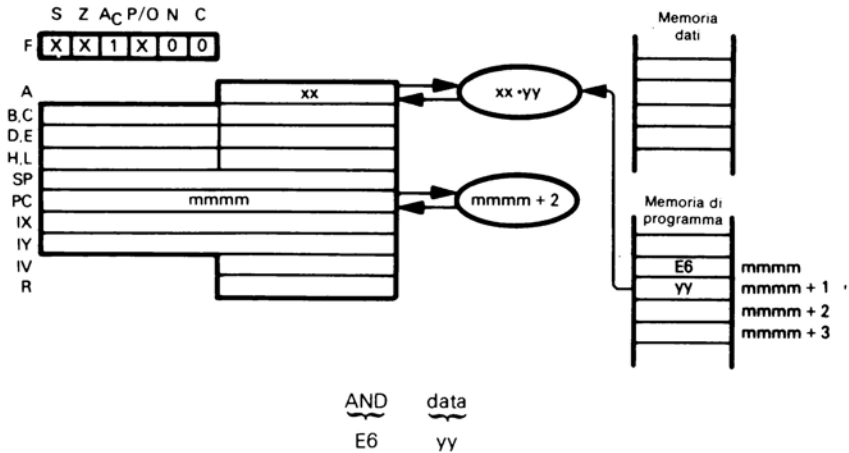 S Z AC P/O N C
F X X 1 X 0 0
Memoria
dati
A xx xx •yy
B,C
D,E
H,L
SP
PC mmmm mmmm + 2
IX
IY
IV
R
Memoria di
programma
E6 mmmm
yy mmmm + 1
mmmm + 2
mmmm + 3
AND data
E6 yy